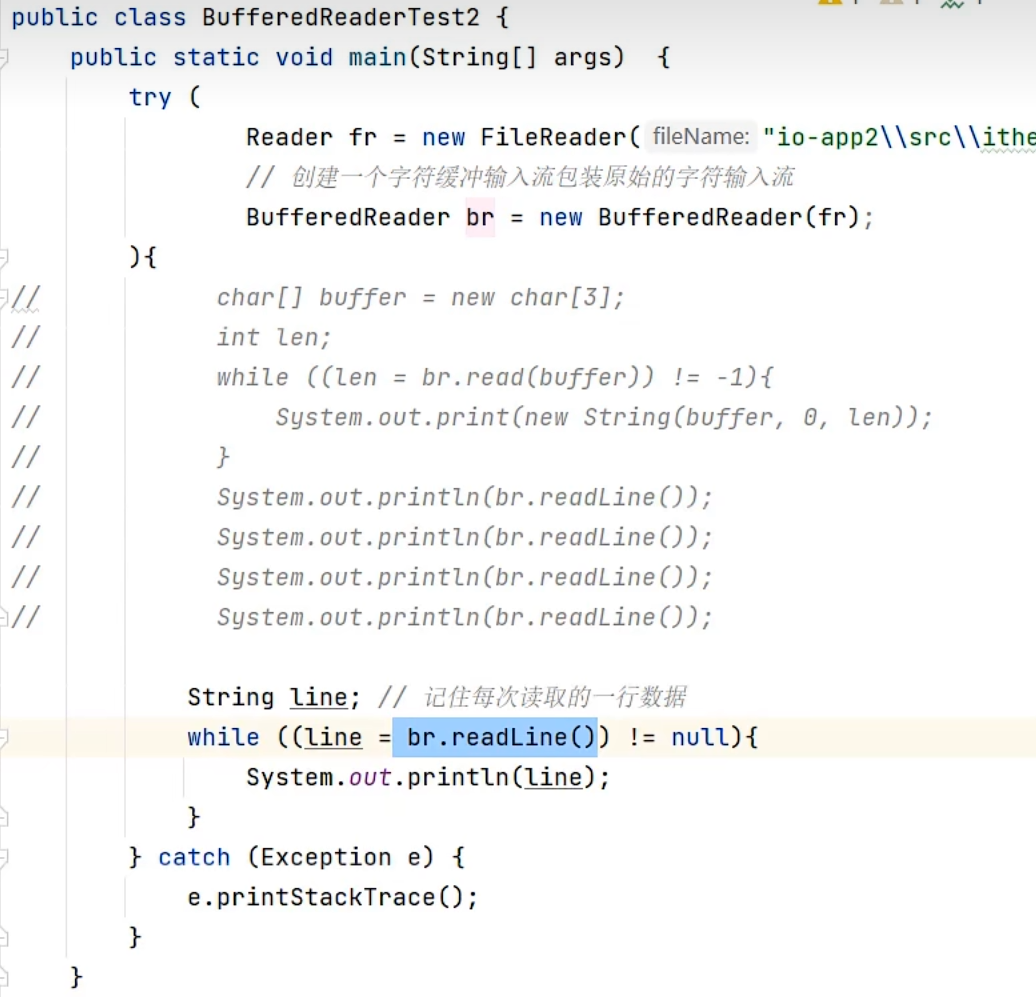 public class BufferedReaderTest2 {
public static void main(String[] args)  {
try (
Reader fr = new FileReader( fileName: "io-app2\\src\\ithe
// 创建一个字符缓冲输入流包装原始的字符输入流
BufferedReader br = new BufferedReader(fr);
){
// char[] buffer = new char[3];
// int len;
// while ((len = br.read(buffer)) != -1){
// System.out.print(new String(buffer, 0, len));
// }
// System.out.println(br.readLine());
// System.out.println(br.readLine());
// System.out.println(br.readLine());
// System.out.println(br.readLine());
String line; // 记住每次读取的一行数据
while ((line = br.readLine()) != null){
System.out.println(line);
}
} catch (Exception e) {
e.printStackTrace();
}
}